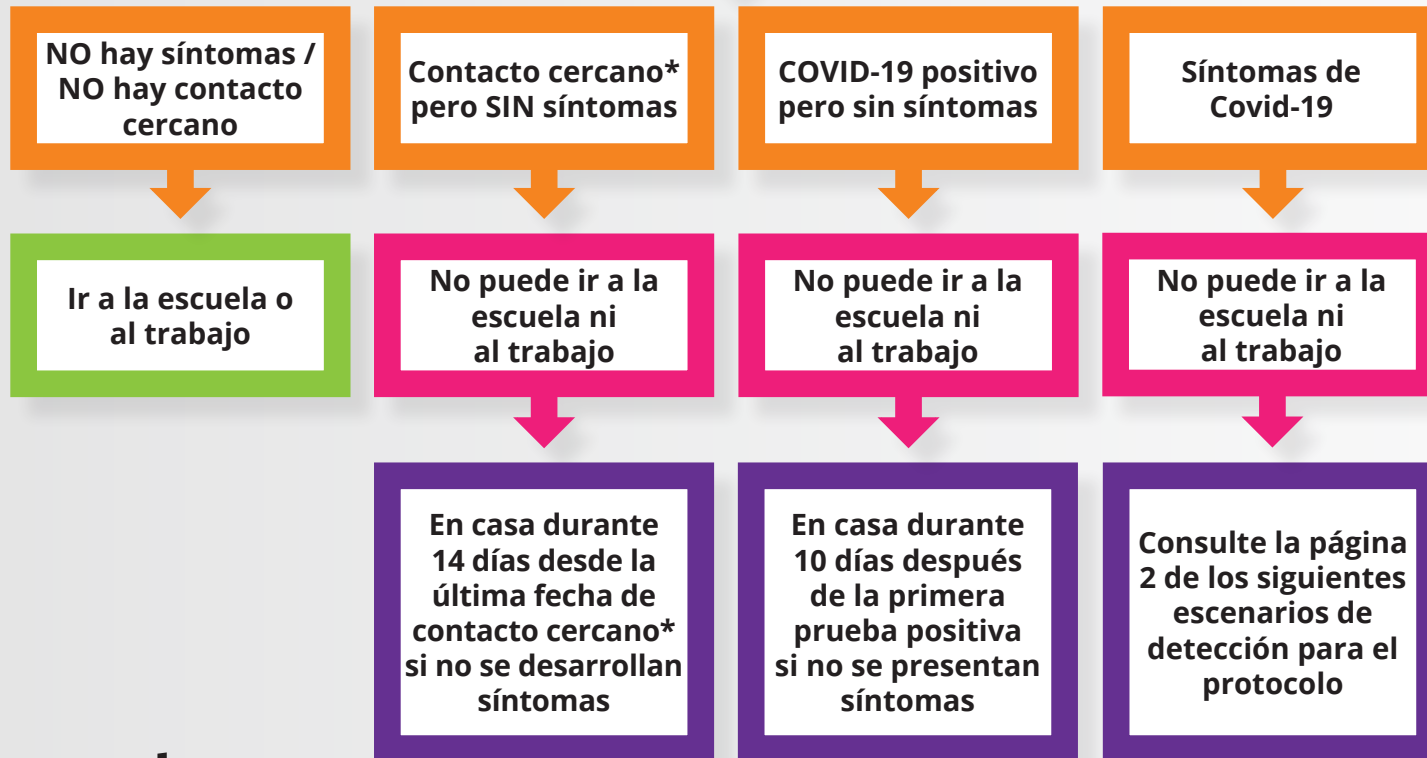 NO hay síntomas /
NO hay contacto
cercano
Contacto cercano*
pero SIN síntomas
COVID-19 positivo
pero sin síntomas
Síntomas de
Covid-19
Ir a la escuela o
al trabajo
No puede ir a la
escuela ni
al trabajo
No puede ir a la
escuela ni
al trabajo
No puede ir a la
escuela ni
al trabajo
En casa durante
14 días desde la
última fecha de
contacto cercano*
si no se desarrollan
síntomas
En casa durante
10 días después
de la primera
prueba positiva
si no se presentan
síntomas
Consulte la página
2 de los siguientes
escenarios de
detección para el
protocolo